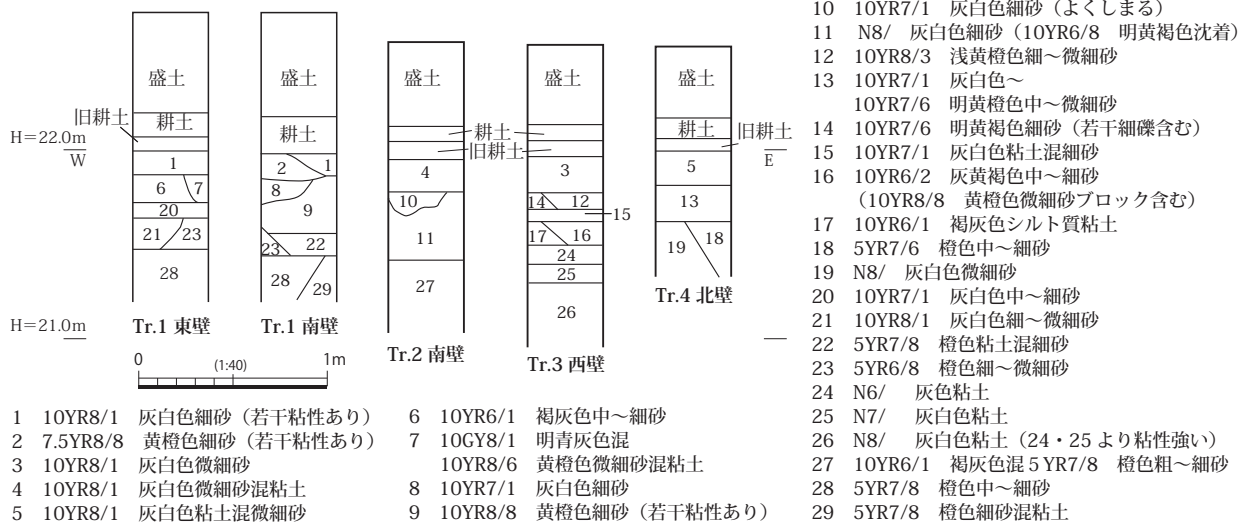 盛土
盛土
盛土
盛土
盛土
旧耕土
耕土
耕土
耕土
旧耕土
耕土
旧耕土
H＝22.0m
W
E
1
6
7
20
21
23
28
2
1
8
9
23
22
28
29
4
10
11
27
3
14
12
15
17
16
24
25
26
5
13
19
18
H＝21.0m
Tr.1 東壁
Tr.1 南壁
Tr.2 南壁
Tr.3 西壁
Tr.4 北壁
0
(1:40)
1m
1 10YR8/1 灰白色細砂（若干粘性あり）
2 7.5YR8/8 黄橙色細砂（若干粘性あり）
3 10YR8/1 灰白色微細砂
4 10YR8/1 灰白色微細砂混粘土
5 10YR8/1 灰白色粘土混微細砂
6 10YR6/1 褐灰色中～細砂
7 10GY8/1 明青灰色混
10YR8/6 黄橙色微細砂混粘土
8 10YR7/1 灰白色細砂
9 10YR8/8 黄橙色細砂（若干粘性あり）
10 10YR7/1 灰白色細砂（よくしまる）
11 N8/ 灰白色細砂（10YR6/8 明黄褐色沈着）
12 10YR8/3 浅黄橙色細～微細砂
13 10YR7/1 灰白色～
10YR7/6 明黄橙色中～微細砂
14 10YR7/6 明黄褐色細砂（若干細礫含む）
15 10YR7/1 灰白色粘土混細砂
16 10YR6/2 灰黄褐色中～細砂
（10YR8/8 黄橙色微細砂ブロック含む）
17 10YR6/1 褐灰色シルト質粘土
18 5YR7/6 橙色中～細砂
19 N8/ 灰白色微細砂
20 10YR7/1 灰白色中～細砂
21 10YR8/1 灰白色細～微細砂
22 5YR7/8 橙色粘土混細砂
23 5YR6/8 橙色細～微細砂
24 N6/ 灰色粘土
25 N7/ 灰白色粘土
26 N8/ 灰白色粘土（24・25 より粘性強い）
27 10YR6/1 褐灰色混 5 YR7/8 橙色粗～細砂
28 5YR7/8 橙色中～細砂
29 5YR7/8 橙色細砂混粘土